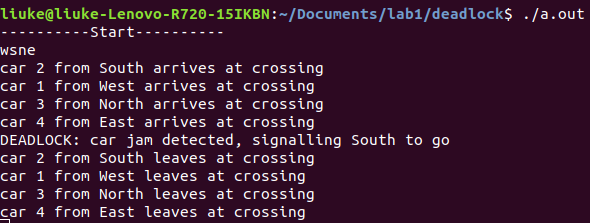 liuke@liuke-Lenovo-R720-15IKBN:~/Documents/lab1/deadlock$ ./a.out
----------Start----------
wsne
car 2 from South arrives at crossing
car 1 from West arrives at crossing
car 3 from North arrives at crossing
car 4 from East arrives at crossing
DEADLOCK: car jam detected, signalling South to go
car 2 from South leaves at crossing
car 1 from West leaves at crossing
car 3 from North leaves at crossing
car 4 from East leaves at crossing